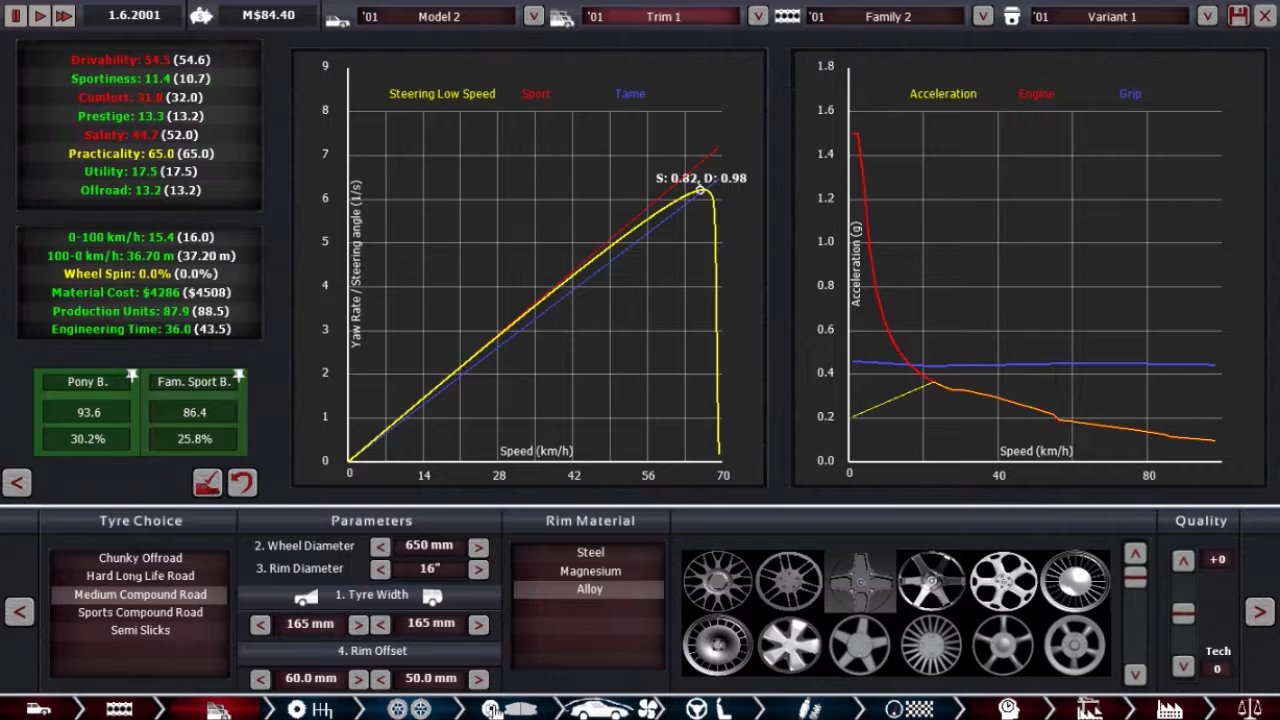 1.6.2001
M$84.40
'01 Model 2
'01 Trim 1
'01 Family 2
'01 Variant 1
Drivability: 54.5 (54.6)
Sportiness: 11.4 (10.7)
Comfort: 31.8 (32.0)
Prestige: 13.3 (13.2)
Safety: 44.7 (52.0)
Practicality: 65.0 (65.0)
Utility: 17.5 (17.5)
Offroad: 13.2 (13.2)
0-100 km/h: 15.4 (16.0)
100-0 km/h: 36.70 m (37.20 m)
Wheel Spin: 0.0% (0.0%)
Material Cost: $4286 ($4508)
Production Units: 87.9 (88.5)
Engineering Time: 36.0 (43.5)
Pony B. Fam. Sport B.
93.6 86.4
30.2% 25.8%
<
Steering Low Speed Sport Tame
S: 0.82, D: 0.98
Yaw Rate / Steering angle (1/s)
9
8
7
6
5
4
3
2
1
0
Speed (km/h)
0 14 28 42 56 70
Acceleration Engine Grip
Acceleration (g)
1.8
1.6
1.4
1.2
1.0
0.8
0.6
0.4
0.2
0.0
Speed (km/h)
0 40 80
Tyre Choice
Chunky Offroad
Hard Long Life Road
Medium Compound Road
Sports Compound Road
Semi Slicks
Parameters
2. Wheel Diameter < 650 mm >
3. Rim Diameter < 16" >
1. Tyre Width
< 165 mm > < 165 mm >
4. Rim Offset
< 60.0 mm > < 50.0 mm >
Rim Material
Steel
Magnesium
Alloy
Quality
+0
Tech
0